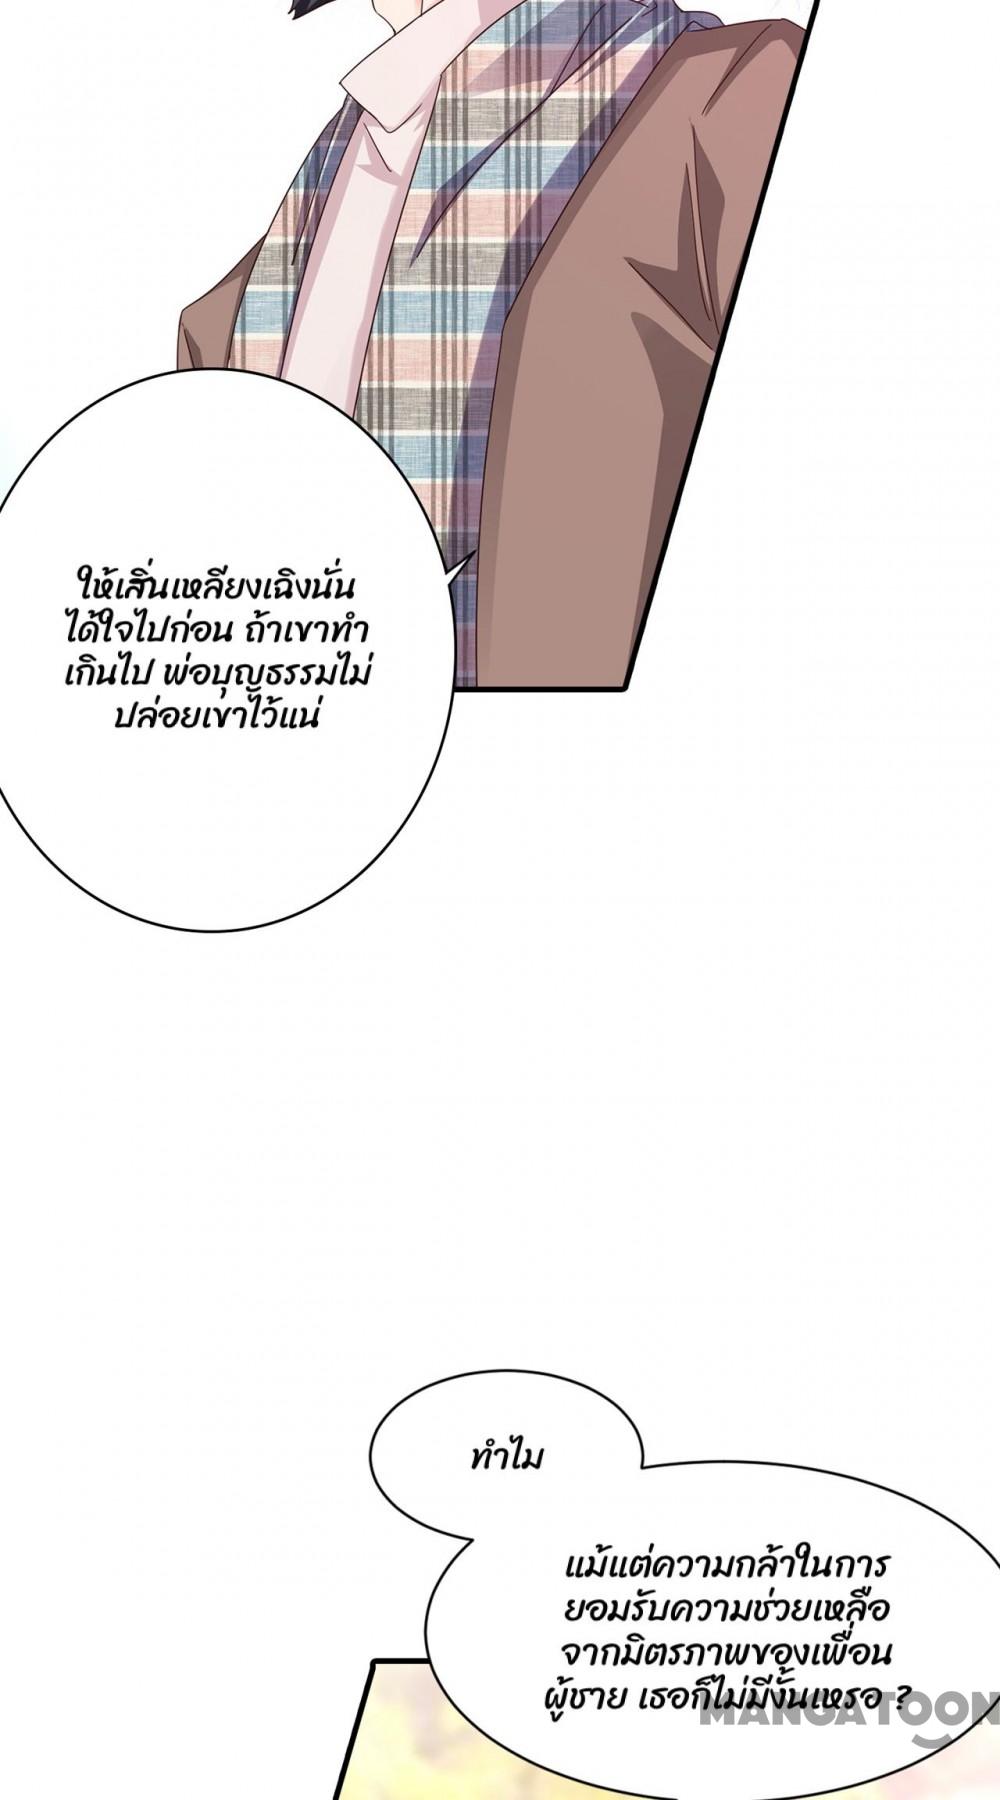 ให้เสิ่นเหลียงเฉิงนั่น
ได้ใจไปก่อน ถ้าเขาทำ
เกินไป พ่อบุญธรรมไม่
ปล่อยเขาไว้แน่
ทำไม
แม้แต่ความกล้าในการ
ยอมรับความช่วยเหลือ
จากมิตรภาพของเพื่อน
ผู้ชาย เธอก็ไม่มีงั้นเหรอ ?
MANGATOON